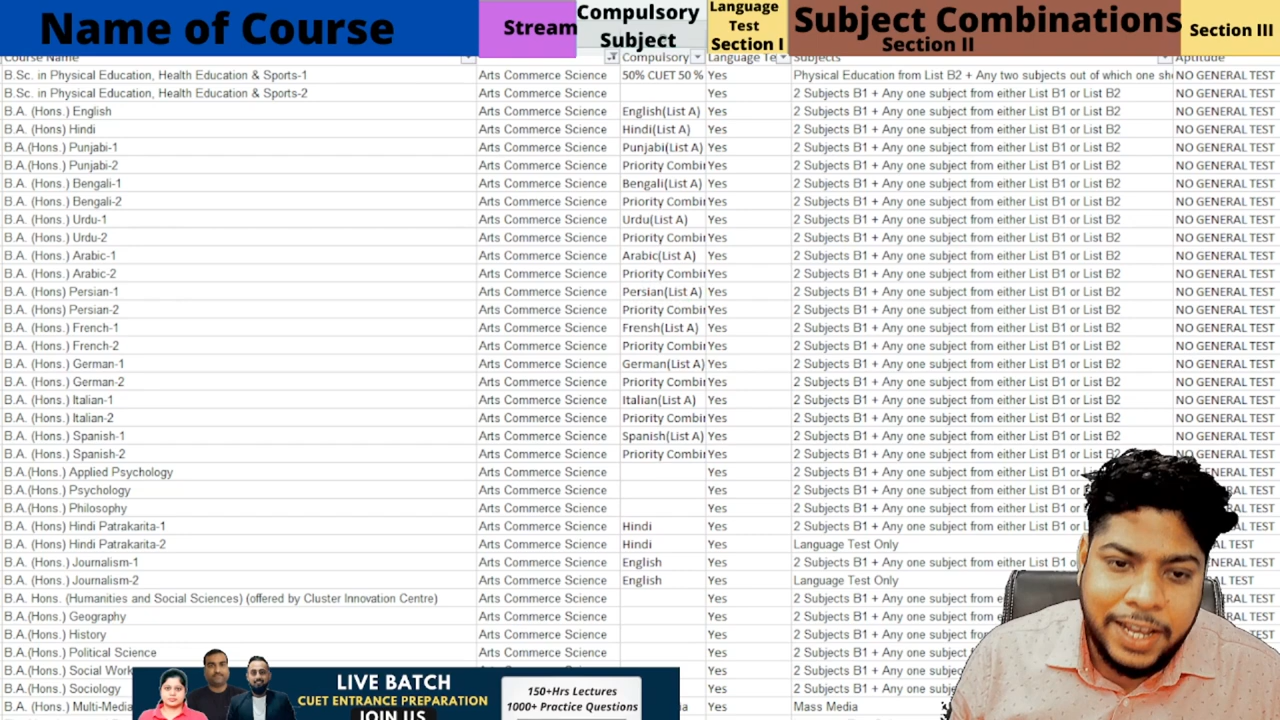 Name of Course
Stream
Compulsory
Subject
Language
Test
Section I
Subject Combinations
Section II
Section III
Course Name Compulsory Language Te Subjects Aptitude
B.Sc. in Physical Education, Health Education & Sports-1 Arts Commerce Science 50% CUET 50 % Yes Physical Education from List B2 + Any two subjects out of which one sh NO GENERAL TEST
B.Sc. in Physical Education, Health Education & Sports-2 Arts Commerce Science Yes 2 Subjects B1 + Any one subject from either List B1 or List B2 NO GENERAL TEST
B.A. (Hons.) English Arts Commerce Science English(List A) Yes 2 Subjects B1 + Any one subject from either List B1 or List B2 NO GENERAL TEST
B.A. (Hons) Hindi Arts Commerce Science Hindi(List A) Yes 2 Subjects B1 + Any one subject from either List B1 or List B2 NO GENERAL TEST
B.A.(Hons.) Punjabi-1 Arts Commerce Science Punjabi(List A) Yes 2 Subjects B1 + Any one subject from either List B1 or List B2 NO GENERAL TEST
B.A.(Hons.) Punjabi-2 Arts Commerce Science Priority Combi Yes 2 Subjects B1 + Any one subject from either List B1 or List B2 NO GENERAL TEST
B.A. (Hons.) Bengali-1 Arts Commerce Science Bengali(List A) Yes 2 Subjects B1 + Any one subject from either List B1 or List B2 NO GENERAL TEST
B.A. (Hons.) Bengali-2 Arts Commerce Science Priority Combi Yes 2 Subjects B1 + Any one subject from either List B1 or List B2 NO GENERAL TEST
B.A. (Hons.) Urdu-1 Arts Commerce Science Urdu(List A) Yes 2 Subjects B1 + Any one subject from either List B1 or List B2 NO GENERAL TEST
B.A. (Hons.) Urdu-2 Arts Commerce Science Priority Combi Yes 2 Subjects B1 + Any one subject from either List B1 or List B2 NO GENERAL TEST
B.A. (Hons.) Arabic-1 Arts Commerce Science Arabic(List A) Yes 2 Subjects B1 + Any one subject from either List B1 or List B2 NO GENERAL TEST
B.A. (Hons.) Arabic-2 Arts Commerce Science Priority Combi Yes 2 Subjects B1 + Any one subject from either List B1 or List B2 NO GENERAL TEST
B.A. (Hons) Persian-1 Arts Commerce Science Persian(List A) Yes 2 Subjects B1 + Any one subject from either List B1 or List B2 NO GENERAL TEST
B.A. (Hons) Persian-2 Arts Commerce Science Priority Combi Yes 2 Subjects B1 + Any one subject from either List B1 or List B2 NO GENERAL TEST
B.A. (Hons.) French-1 Arts Commerce Science Frensh(List A) Yes 2 Subjects B1 + Any one subject from either List B1 or List B2 NO GENERAL TEST
B.A. (Hons.) French-2 Arts Commerce Science Priority Combi Yes 2 Subjects B1 + Any one subject from either List B1 or List B2 NO GENERAL TEST
B.A. (Hons.) German-1 Arts Commerce Science German(List A) Yes 2 Subjects B1 + Any one subject from either List B1 or List B2 NO GENERAL TEST
B.A. (Hons.) German-2 Arts Commerce Science Priority Combi Yes 2 Subjects B1 + Any one subject from either List B1 or List B2 NO GENERAL TEST
B.A. (Hons.) Italian-1 Arts Commerce Science Italian(List A) Yes 2 Subjects B1 + Any one subject from either List B1 or List B2 NO GENERAL TEST
B.A. (Hons.) Italian-2 Arts Commerce Science Priority Combi Yes 2 Subjects B1 + Any one subject from either List B1 or List B2 NO GENERAL TEST
B.A. (Hons.) Spanish-1 Arts Commerce Science Spanish(List A) Yes 2 Subjects B1 + Any one subject from either List B1 or List B2 NO GENERAL TEST
B.A. (Hons.) Spanish-2 Arts Commerce Science Priority Combi Yes 2 Subjects B1 + Any one subject from either List B1 or List B2 NO GENERAL TEST
B.A.(Hons.) Applied Psychology Arts Commerce Science Yes 2 Subjects B1 + Any one subject from either List B1 or L GENERAL TEST
B.A.(Hons.) Psychology Arts Commerce Science Yes 2 Subjects B1 + Any one subject from either List B1 or L AL TEST
B.A.(Hons.) Philosophy Arts Commerce Science Yes 2 Subjects B1 + Any one subject from either List B1 or L AL TEST
B.A. (Hons) Hindi Patrakarita-1 Arts Commerce Science Hindi Yes 2 Subjects B1 + Any one subject from either List B1 or AL TEST
B.A. (Hons) Hindi Patrakarita-2 Arts Commerce Science Hindi Yes Language Test Only AL TEST
B.A. (Hons.) Journalism-1 Arts Commerce Science English Yes 2 Subjects B1 + Any one subject from either List B1 o RAL TEST
B.A. (Hons.) Journalism-2 Arts Commerce Science English Yes Language Test Only AL TEST
B.A. Hons. (Humanities and Social Sciences) (offered by Cluster Innovation Centre) Arts Commerce Science Yes 2 Subjects B1 + Any one subject from e RAL TEST
B.A.(Hons.) Geography Arts Commerce Science Yes 2 Subjects B1 + Any one subject from e TEST
B.A.(Hons.) History Arts Commerce Science Yes 2 Subjects B1 + Any one subject from TEST
B.A.(Hons.) Political Science Arts Commerce Science Yes 2 Subjects B1 + Any one subject fro
B.A.(Hons.) Social Work Arts Commerce Science Yes 2 Subjects B1 + Any one subject
B.A.(Hons.) Sociology Arts Commerce Science Yes 2 Subjects B1 + Any one subject
B.A.(Hons.) Multi-Media Yes Mass Media
LIVE BATCH
CUET ENTRANCE PREPARATION
JOIN US
150+Hrs Lectures
1000+ Practice Questions